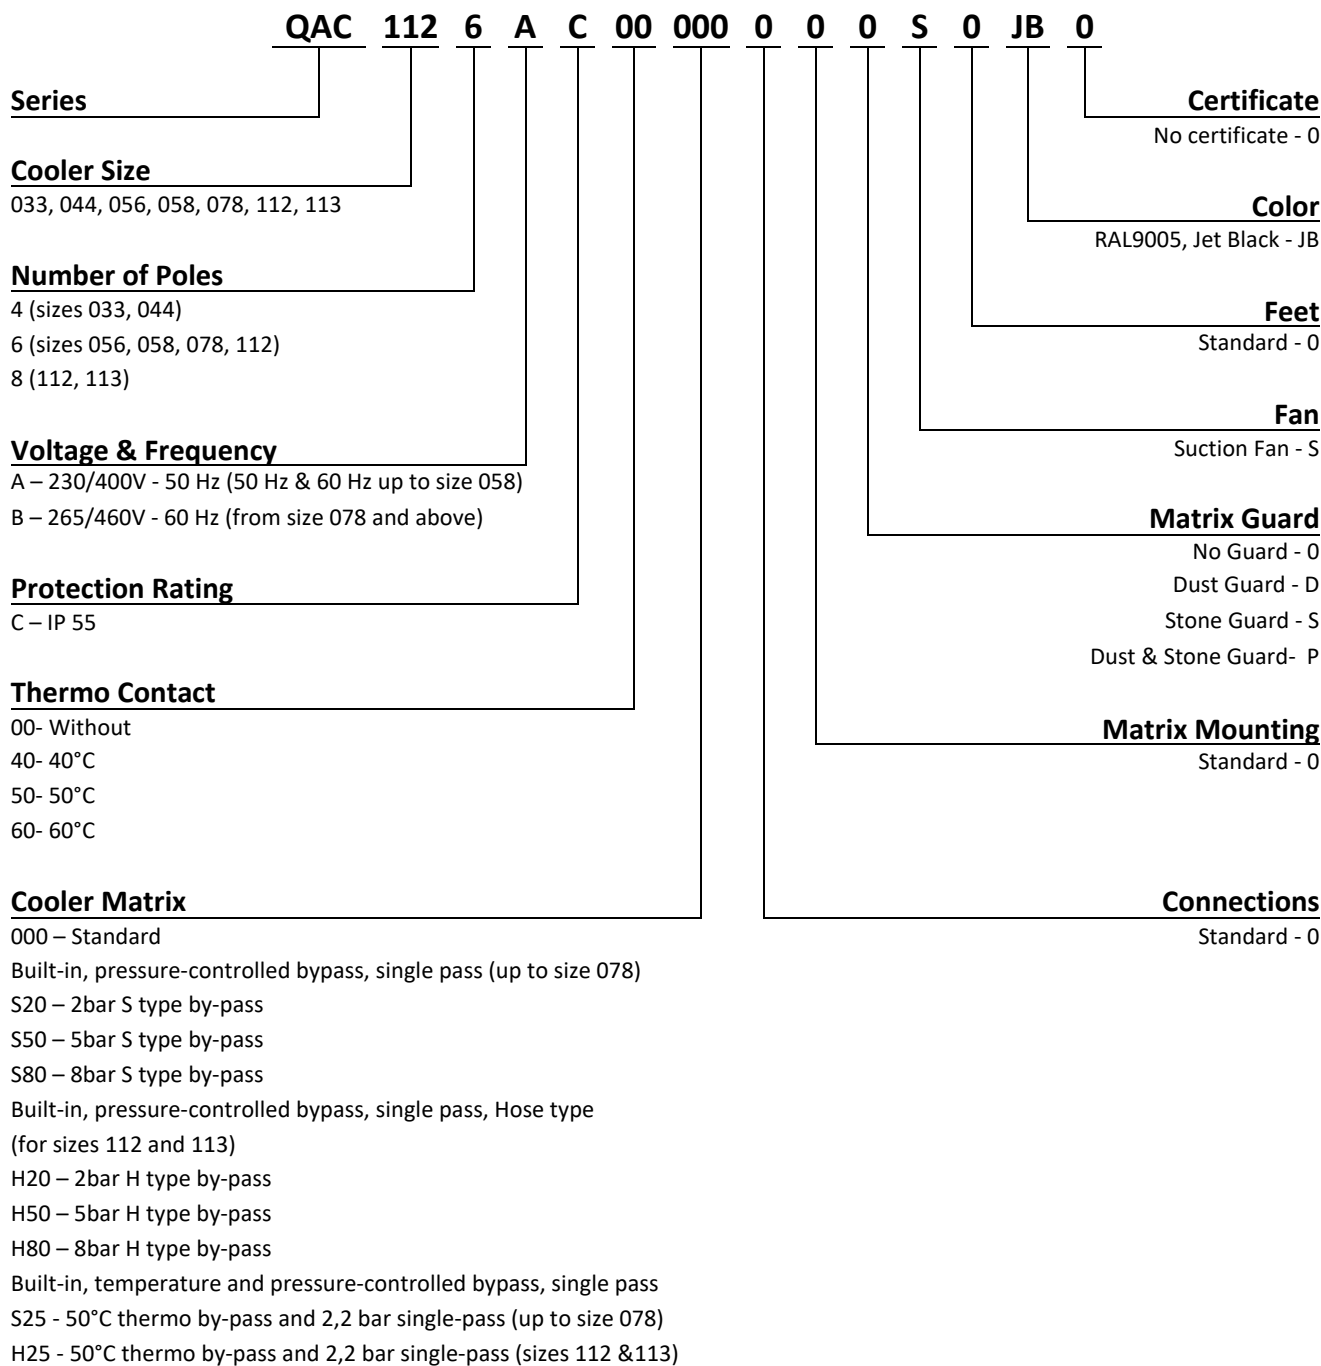 QAC 112 6 A C 00 000 0 0 0 S 0 JB 0
Series
Cooler Size
033, 044, 056, 058, 078, 112, 113
Number of Poles
4 (sizes 033, 044)
6 (sizes 056, 058, 078, 112)
8 (112, 113)
Voltage & Frequency
A – 230/400V - 50 Hz (50 Hz & 60 Hz up to size 058)
B – 265/460V - 60 Hz (from size 078 and above)
Protection Rating
C – IP 55
Thermo Contact
00- Without
40- 40°C
50- 50°C
60- 60°C
Cooler Matrix
000 – Standard
Built-in, pressure-controlled bypass, single pass (up to size 078)
S20 – 2bar S type by-pass
S50 – 5bar S type by-pass
S80 – 8bar S type by-pass
Built-in, pressure-controlled bypass, single pass, Hose type
(for sizes 112 and 113)
H20 – 2bar H type by-pass
H50 – 5bar H type by-pass
H80 – 8bar H type by-pass
Built-in, temperature and pressure-controlled bypass, single pass
S25 - 50°C thermo by-pass and 2,2 bar single-pass (up to size 078)
H25 - 50°C thermo by-pass and 2,2 bar single-pass (sizes 112 &113)
Certificate
No certificate - 0
Color
RAL9005, Jet Black - JB
Feet
Standard - 0
Fan
Suction Fan - S
Matrix Guard
No Guard - 0
Dust Guard - D
Stone Guard - S
Dust & Stone Guard-  P
Matrix Mounting
Standard - 0
Connections
Standard - 0